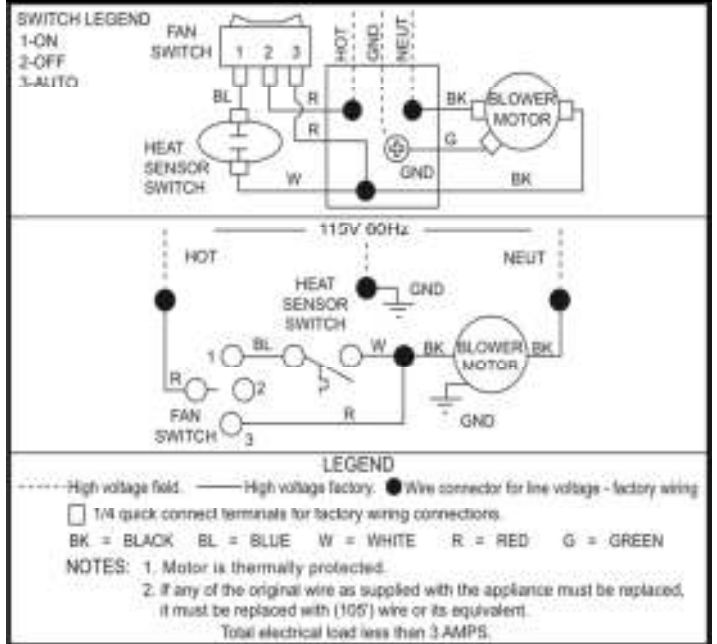 SWITCH LEGEND
1-ON
2-OFF
3-AUTO
FAN
SWITCH
1 2 3
HOT
GND
NEUT
BL
R
R
BK
BLOWER
MOTOR
G
GND
HEAT
SENSOR
SWITCH
W
BK
115V 60Hz
HOT
NEUT
HEAT
SENSOR
SWITCH
GND
1
BL
W
BK
BLOWER
MOTOR
BK
R
2
FAN
SWITCH
3
R
GND
LEGEND
High voltage field. High voltage factory. Wire connector for line voltage - factory wiring
1/4 quick connect terminals for factory wiring connections.
BK = BLACK BL = BLUE W = WHITE R = RED G = GREEN
NOTES: 1. Motor is thermally protected.
2. If any of the original wire as supplied with the appliance must be replaced,
it must be replaced with (105°) wire or its equivalent.
Total electrical load less than 3 AMPS.